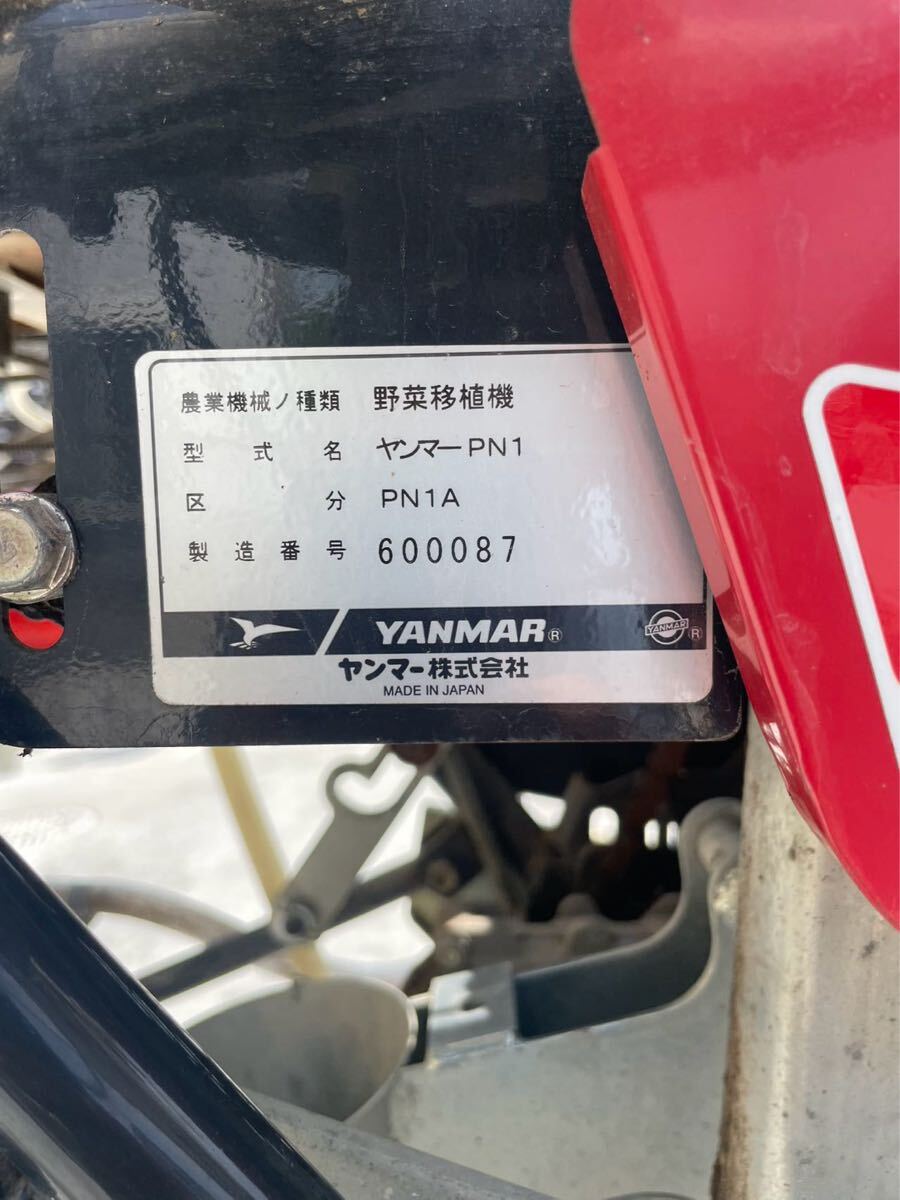 農業機械ノ種類 野菜移植機
型式名 ヤンマーPN1
区分 PN1A
製造番号 600087
YANMAR® YANMAR®
ヤンマー株式会社
MADE IN JAPAN